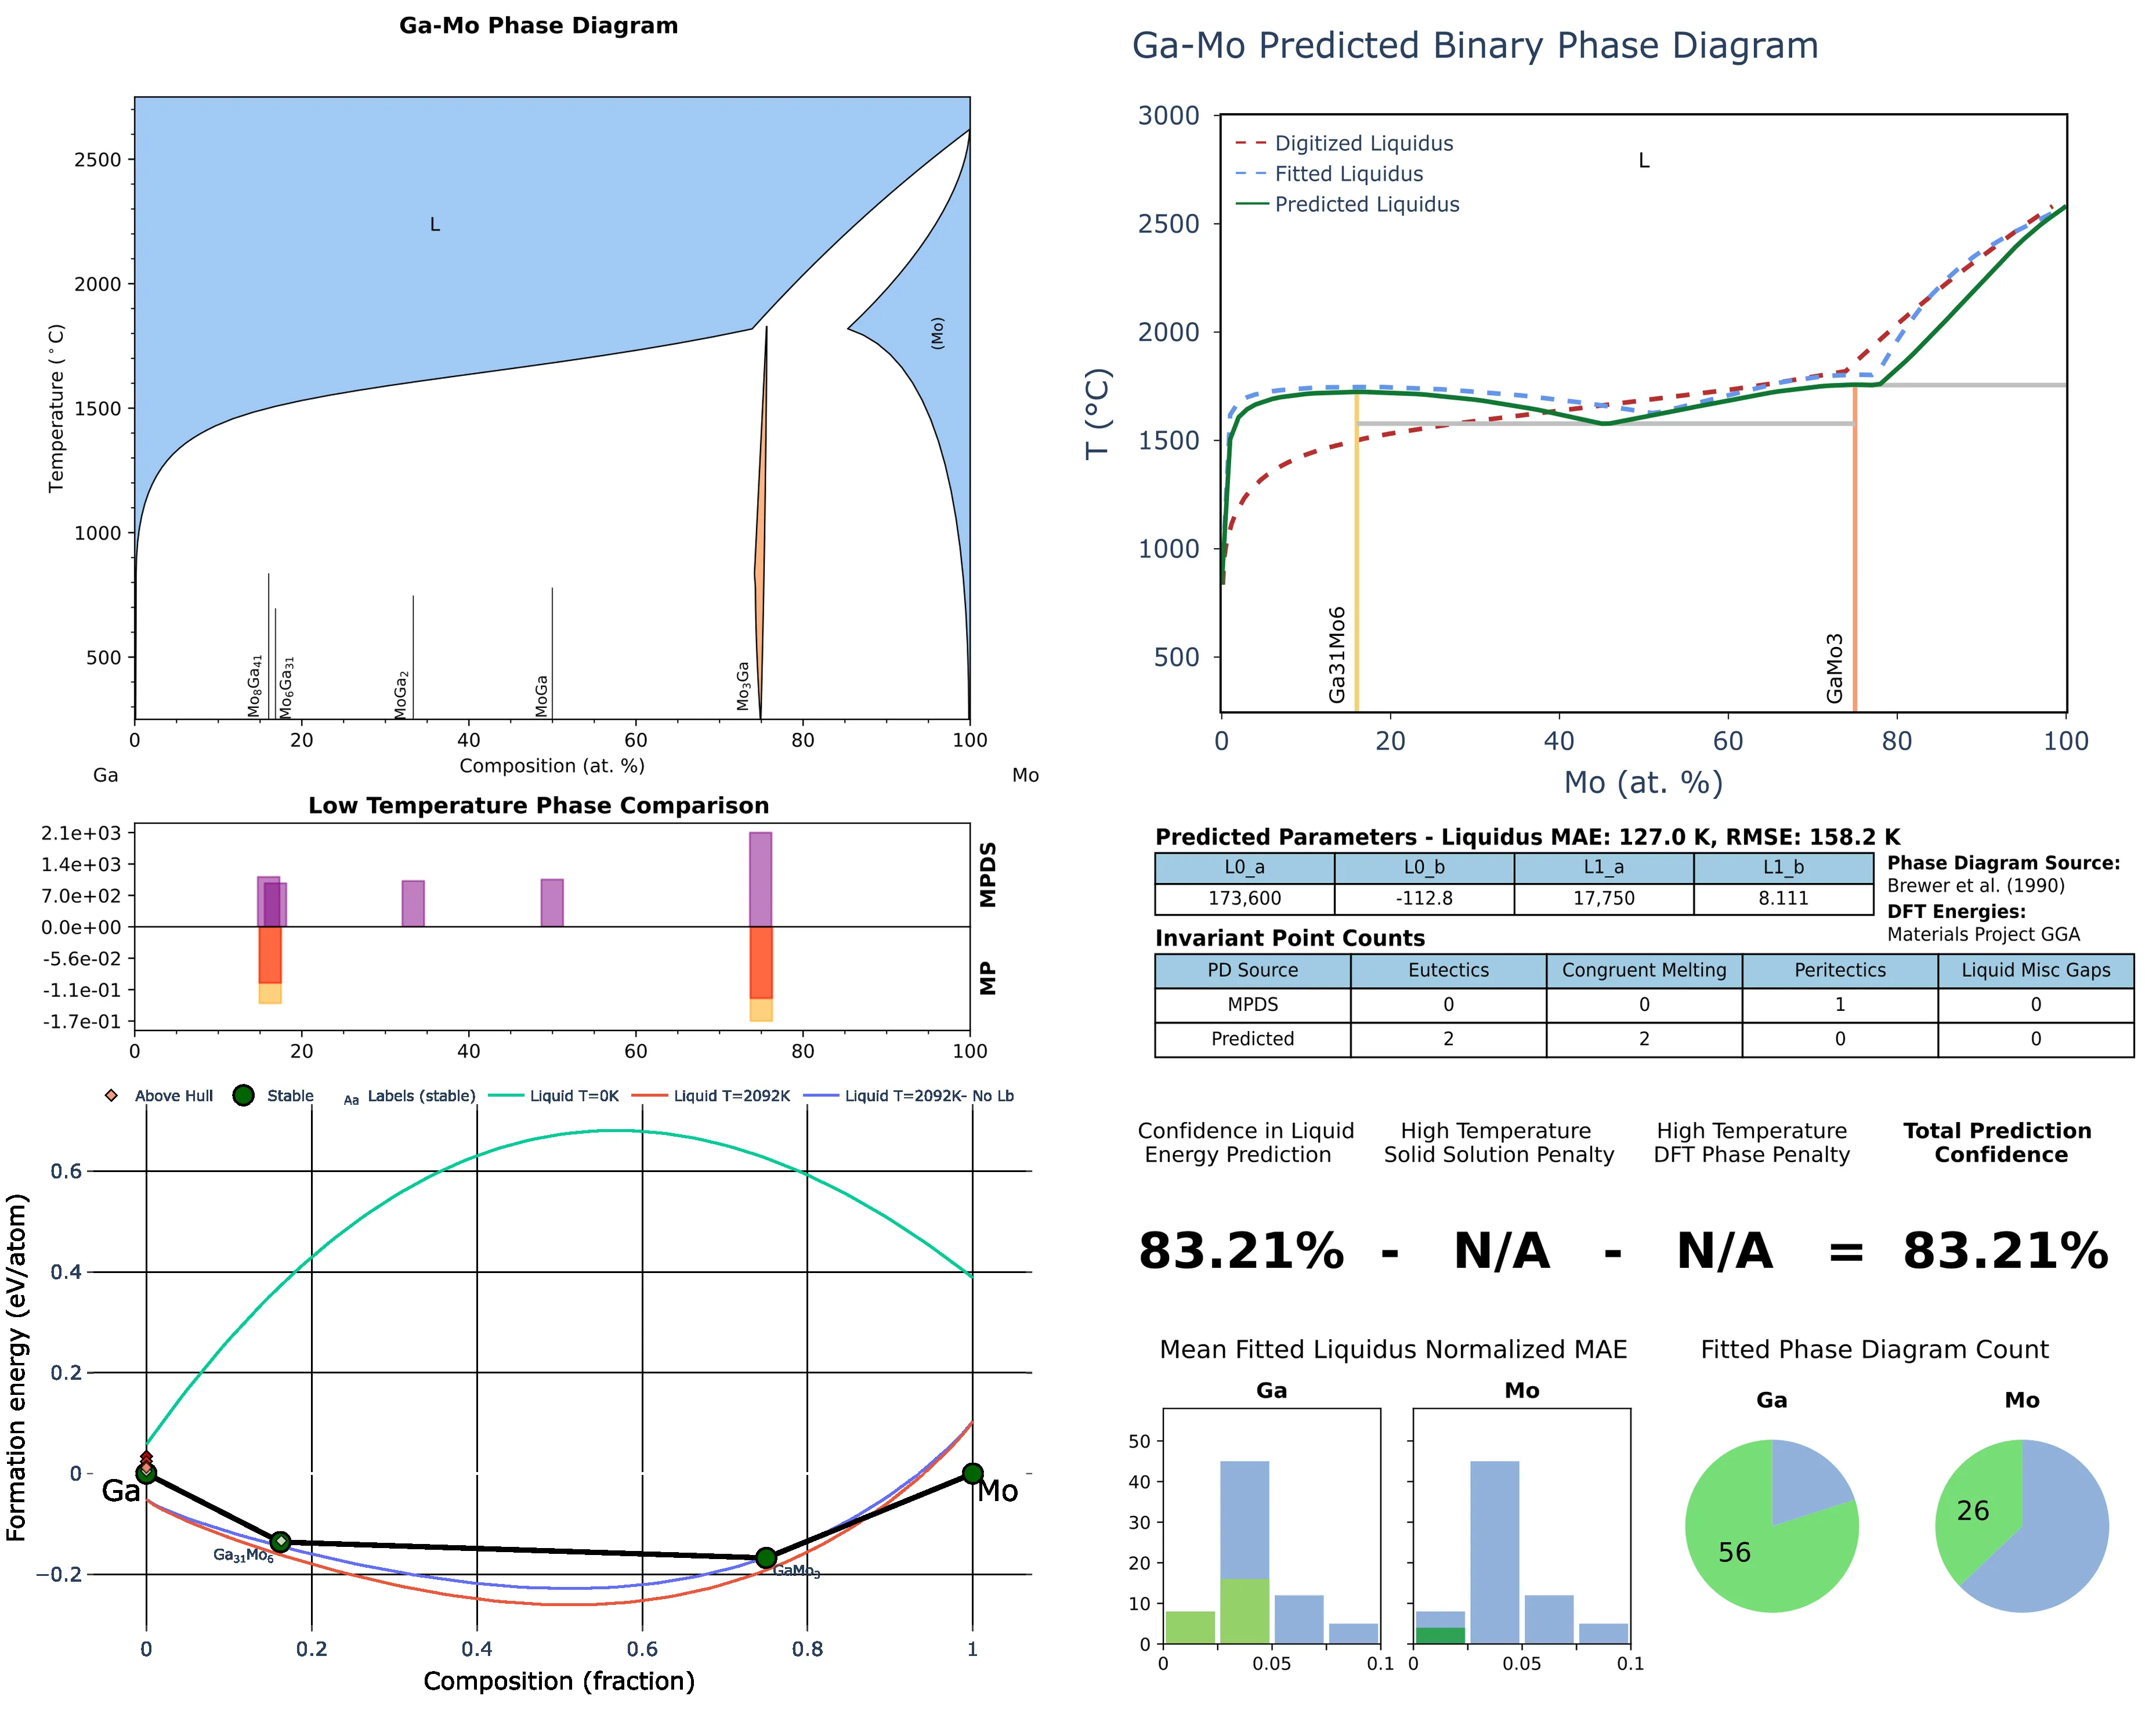 Ga-Mo Phase Diagram
2500
2000
1500
1000
500
Temperature (°C)
L
(Mo)
Mo₈Ga₄₁
Mo₆Ga₃₁
MoGa₂
MoGa
Mo₃Ga
0 20 40 60 80 100
Composition (at. %)
Ga Mo
Ga-Mo Predicted Binary Phase Diagram
3000
2500
2000
1500
1000
500
T (°C)
Digitized Liquidus
Fitted Liquidus
Predicted Liquidus
L
Ga31Mo6
GaMo3
0 20 40 60 80 100
Mo (at. %)
Low Temperature Phase Comparison
2.1e+03
1.4e+03
7.0e+02
0.0e+00
-5.6e-02
-1.1e-01
-1.7e-01
MPDS
MP
0 20 40 60 80 100
Predicted Parameters - Liquidus MAE: 127.0 K, RMSE: 158.2 K
L0_a L0_b L1_a L1_b
173,600 -112.8 17,750 8.111
Phase Diagram Source:
Brewer et al. (1990)
DFT Energies:
Materials Project GGA
Invariant Point Counts
PD Source Eutectics Congruent Melting Peritectics Liquid Misc Gaps
MPDS 0 0 1 0
Predicted 2 2 0 0
Above Hull Stable Aa Labels (stable) Liquid T=0K Liquid T=2092K Liquid T=2092K- No Lb
0.6
0.4
0.2
0
−0.2
Formation energy (eV/atom)
Ga
Mo
Ga₃₁Mo₆
GaMo₃
0 0.2 0.4 0.6 0.8 1
Composition (fraction)
Confidence in Liquid
Energy Prediction
High Temperature
Solid Solution Penalty
High Temperature
DFT Phase Penalty
Total Prediction
Confidence
83.21% - N/A - N/A = 83.21%
Mean Fitted Liquidus Normalized MAE
Ga
Mo
50
40
30
20
10
0
0 0.05 0.1
0 0.05 0.1
Fitted Phase Diagram Count
Ga
Mo
56
26